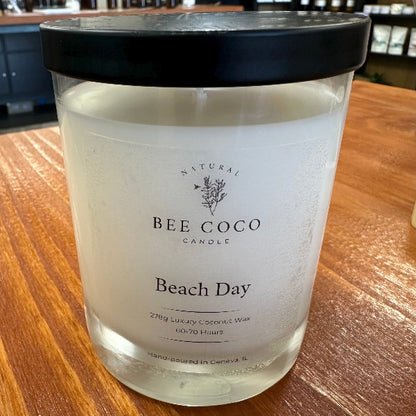 NATURAL
BEE COCO
CANDLE
Beach Day
278g Luxury Coconut Wax
60-70 Hours
Hand-poured in Geneva, IL